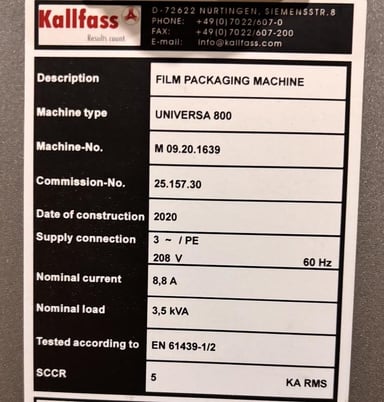 Kallfass
Results count
D-72622 NÜRTINGEN, SIEMENSSTR.8
PHONE: +49(0)7022/607-0
FAX: +49(0)7022/607-200
E-mail: info@kallfass.com
Description FILM PACKAGING MACHINE
Machine type UNIVERSA 800
Machine-No. M 09.20.1639
Commission-No. 25.157.30
Date of construction 2020
Supply connection 3 ~ / PE
208 V 60 Hz
Nominal current 8,8 A
Nominal load 3,5 kVA
Tested according to EN 61439-1/2
SCCR 5 KA RMS